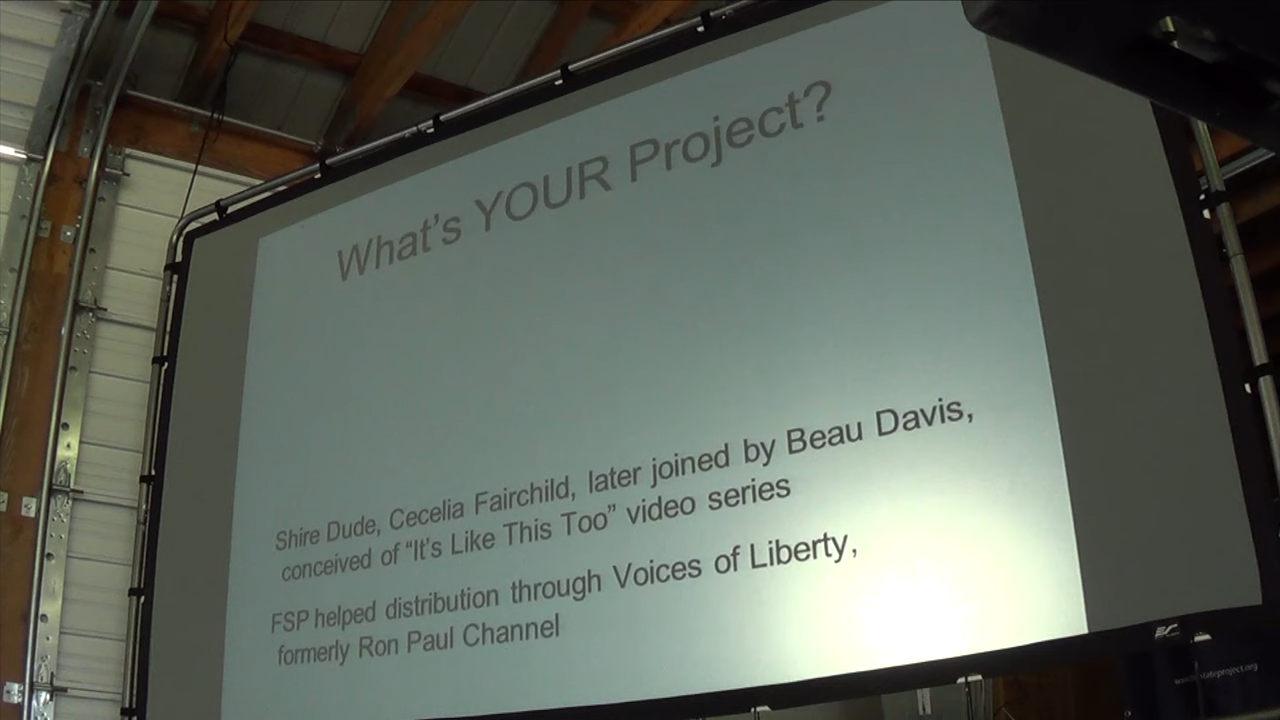 What's YOUR Project?
Shire Dude, Cecelia Fairchild, later joined by Beau Davis,
conceived of “It's Like This Too” video series
FSP helped distribution through Voices of Liberty,
formerly Ron Paul Channel